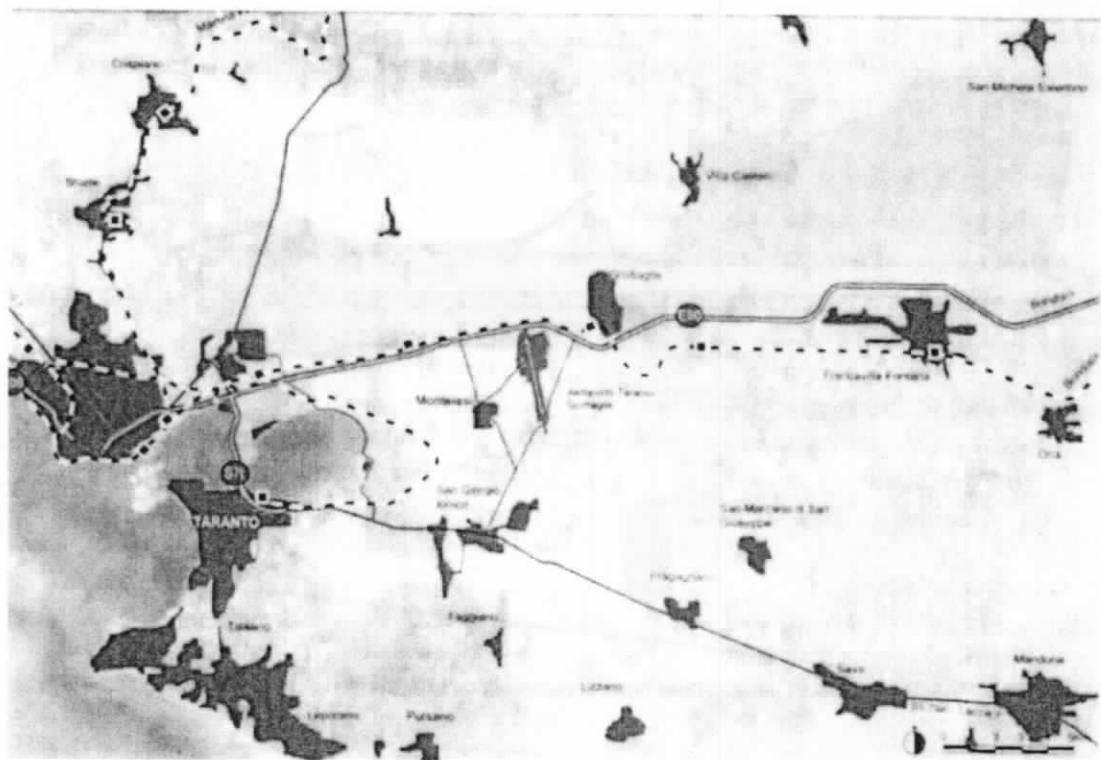 Crispiano
San Michele Salentino
Statte
Villa Castelli
Grottaglie
Brindisi
Francavilla Fontana
Aeroporto Taranto
Grottaglie
Monteiasi
Oria
San Giorgio
Ionico
TARANTO
San Marzano di San
Giuseppe
Fragagnano
Faggiano
Talsano
Lizzano
Sava
Manduria
Leporano
Pulsano